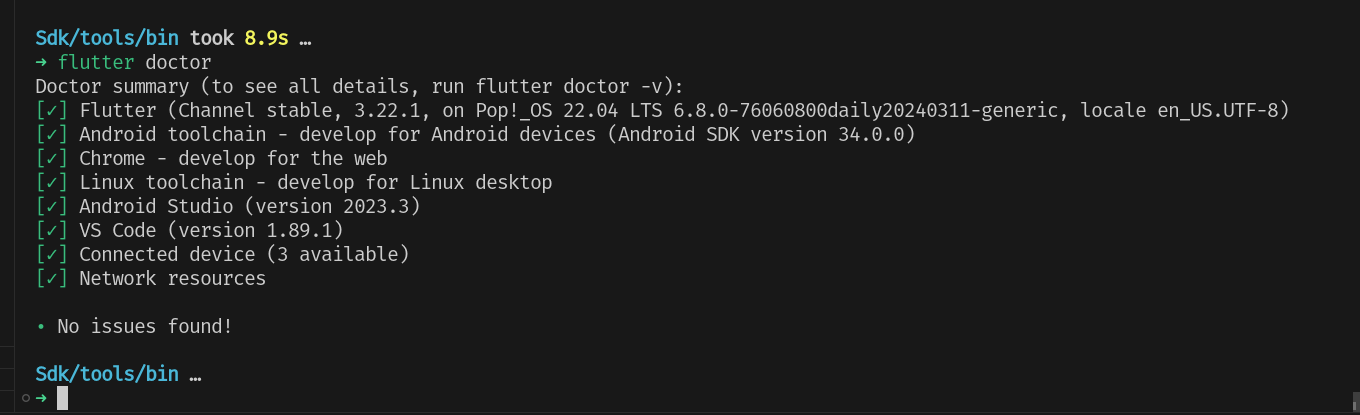 Sdk/tools/bin took 8.9s …
➜ flutter doctor
Doctor summary (to see all details, run flutter doctor -v):
[✓] Flutter (Channel stable, 3.22.1, on Pop!_OS 22.04 LTS 6.8.0-76060800daily20240311-generic, locale en_US.UTF-8)
[✓] Android toolchain - develop for Android devices (Android SDK version 34.0.0)
[✓] Chrome - develop for the web
[✓] Linux toolchain - develop for Linux desktop
[✓] Android Studio (version 2023.3)
[✓] VS Code (version 1.89.1)
[✓] Connected device (3 available)
[✓] Network resources
• No issues found!
Sdk/tools/bin …
➜